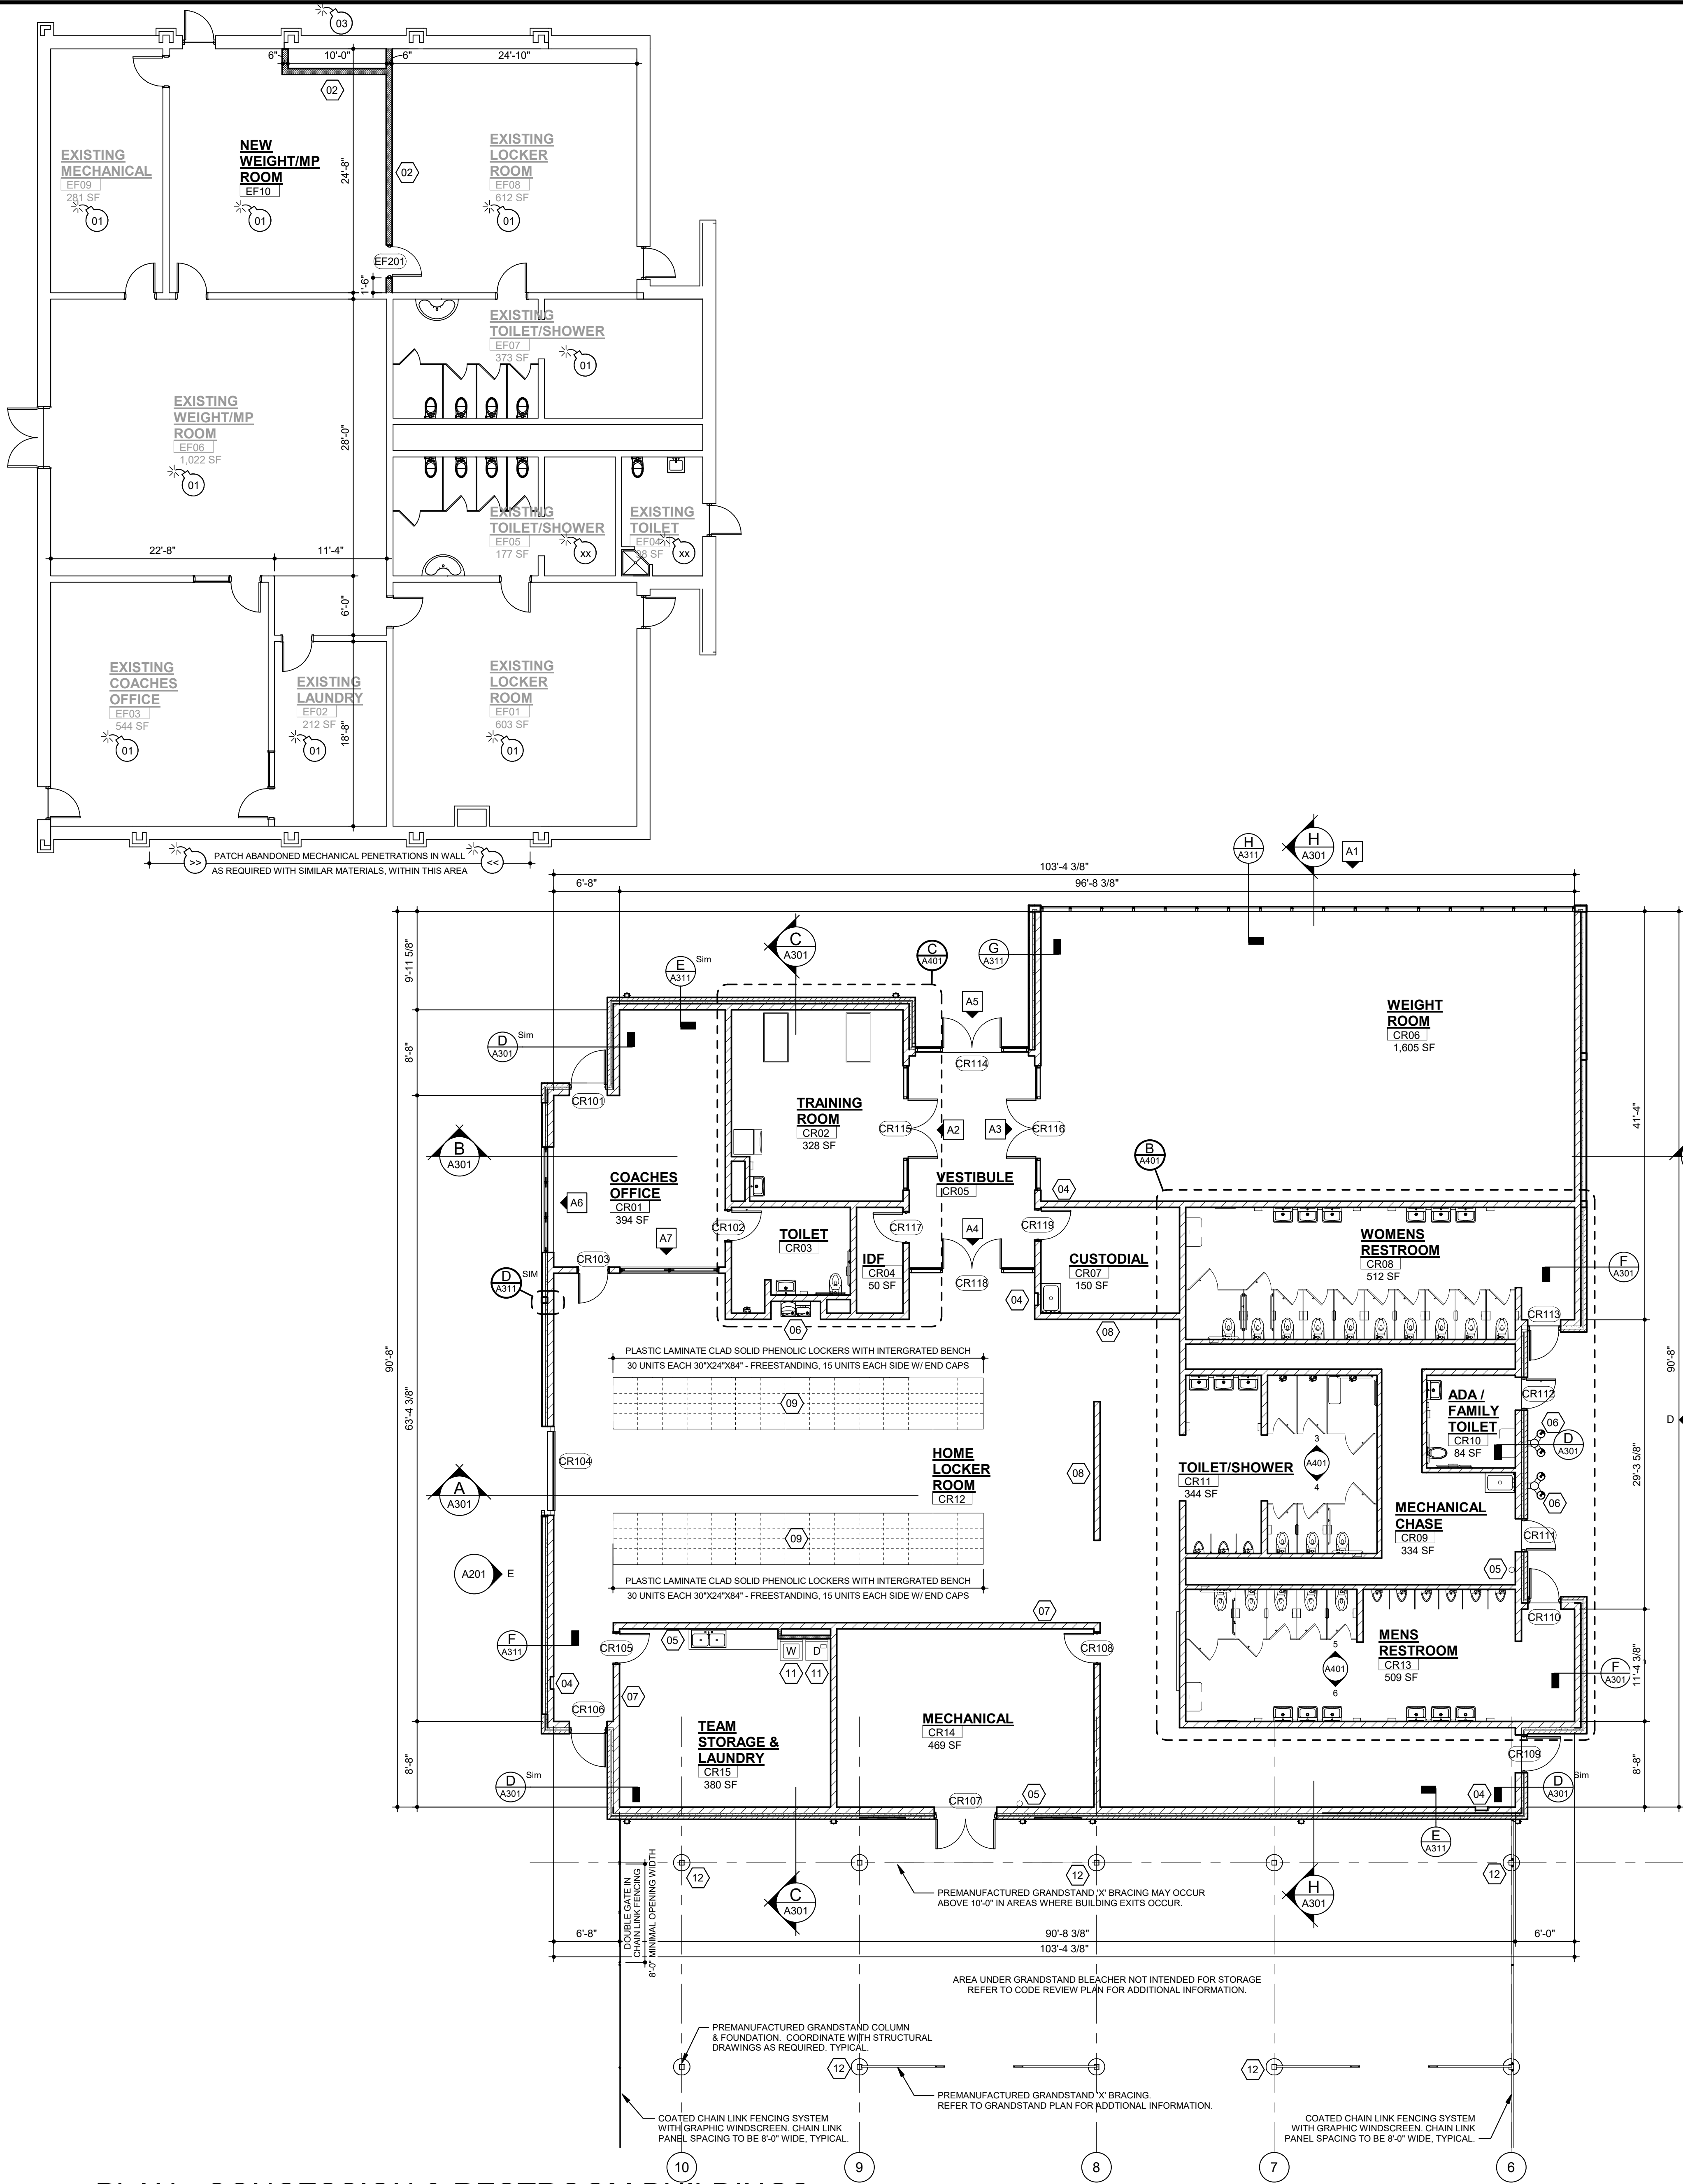 03
6"
10'-0"
6"
24'-10"
02
EXISTING
MECHANICAL
EF09
281 SF
01
NEW
WEIGHT/MP
ROOM
EF10
01
24'-8"
02
EXISTING
LOCKER
ROOM
EF08
612 SF
01
EF201
1'-6"
EXISTING
TOILET/SHOWER
EF07
373 SF
01
EXISTING
WEIGHT/MP
ROOM
EF06
1,022 SF
01
28'-0"
EXISTING
TOILET/SHOWER
EF05
177 SF
xx
EXISTING
TOILET
EF04
98 SF
xx
22'-8"
11'-4"
6'-0"
EXISTING
COACHES
OFFICE
EF03
544 SF
01
EXISTING
LAUNDRY
EF02
212 SF
01
18'-8"
EXISTING
LOCKER
ROOM
EF01
603 SF
01
>>
PATCH ABANDONED MECHANICAL PENETRATIONS IN WALL
AS REQUIRED WITH SIMILAR MATERIALS, WITHIN THIS AREA
<<
H
A311
H
A301
A1
103'-4 3/8"
6'-8"
96'-8 3/8"
9'-11 5/8"
C
A301
E
A311
Sim
C
A401
G
A311
A5
D
A301
Sim
8'-8"
CR101
CR114
WEIGHT
ROOM
CR06
1,605 SF
41'-4"
TRAINING
ROOM
CR02
328 SF
CR115
A2
A3
CR116
B
A301
B
A401
COACHES
OFFICE
CR01
394 SF
A6
VESTIBULE
CR05
04
CR102
TOILET
CR03
CR117
A4
CR119
A7
CR103
IDF
CR04
50 SF
CR118
CUSTODIAL
CR07
150 SF
04
WOMENS
RESTROOM
CR08
512 SF
F
A301
D
A311
SIM
06
08
CR113
90'-8"
PLASTIC LAMINATE CLAD SOLID PHENOLIC LOCKERS WITH INTERGRATED BENCH
30 UNITS EACH 30"X24"X84" - FREESTANDING, 15 UNITS EACH SIDE W/ END CAPS
90'-8"
09
63'-4 3/8"
ADA /
FAMILY
TOILET
CR10
84 SF
CR112
06
D
A301
D
CR104
HOME
LOCKER
ROOM
CR12
08
TOILET/SHOWER
CR11
344 SF
3
A401
4
29'-3 5/8"
A
A301
MECHANICAL
CHASE
CR09
334 SF
06
09
CR111
A201
E
05
PLASTIC LAMINATE CLAD SOLID PHENOLIC LOCKERS WITH INTERGRATED BENCH
30 UNITS EACH 30"X24"X84" - FREESTANDING, 15 UNITS EACH SIDE W/ END CAPS
07
CR110
F
A311
CR105
05
W
D
11
11
CR108
5
A401
6
MENS
RESTROOM
CR13
509 SF
F
A301
11'-4 3/8"
04
07
CR106
TEAM
STORAGE &
LAUNDRY
CR15
380 SF
MECHANICAL
CR14
469 SF
CR109
8'-8"
8'-8"
D
A301
Sim
CR107
05
04
D
A301
Sim
E
A311
12
12
12
DOUBLE GATE IN
CHAIN LINK FENCING
8'-0" MINIMAL OPENING WIDTH
C
A301
PREMANUFACTURED GRANDSTAND 'X' BRACING MAY OCCUR
ABOVE 10'-0" IN AREAS WHERE BUILDING EXITS OCCUR.
H
A301
6'-8"
90'-8 3/8"
6'-0"
103'-4 3/8"
AREA UNDER GRANDSTAND BLEACHER NOT INTENDED FOR STORAGE
REFER TO CODE REVIEW PLAN FOR ADDITIONAL INFORMATION.
PREMANUFACTURED GRANDSTAND COLUMN
& FOUNDATION. COORDINATE WITH STRUCTURAL
DRAWINGS AS REQUIRED. TYPICAL.
12
12
PREMANUFACTURED GRANDSTAND 'X' BRACING.
REFER TO GRANDSTAND PLAN FOR ADDTIONAL INFORMATION.
COATED CHAIN LINK FENCING SYSTEM
WITH GRAPHIC WINDSCREEN. CHAIN LINK
PANEL SPACING TO BE 8'-0" WIDE, TYPICAL.
COATED CHAIN LINK FENCING SYSTEM
WITH GRAPHIC WINDSCREEN. CHAIN LINK
PANEL SPACING TO BE 8'-0" WIDE, TYPICAL.
10
9
8
7
6